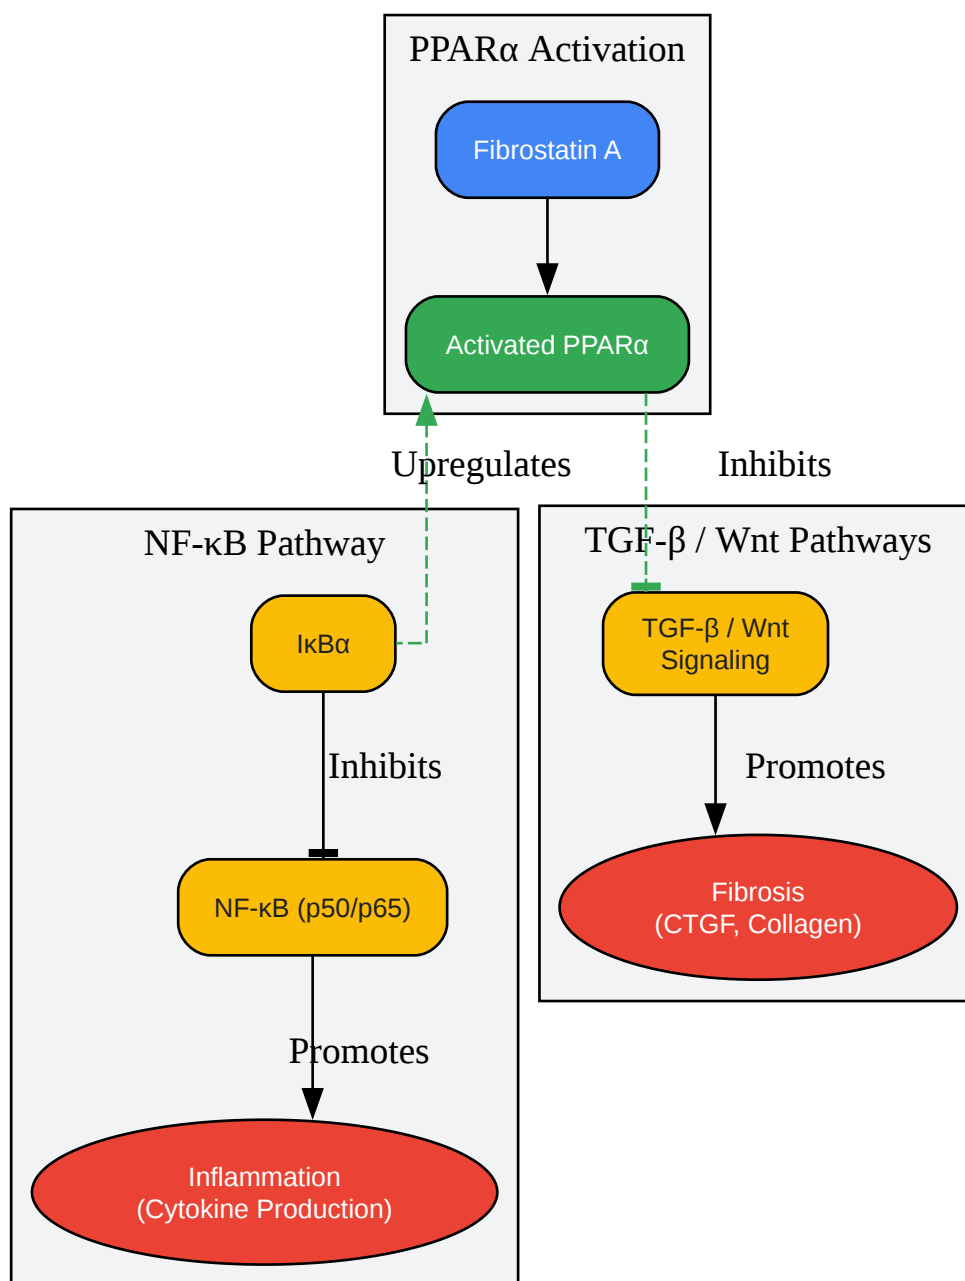 PPARα Activation
Fibrostatin A
Activated PPARα
Upregulates
Inhibits
NF-κB Pathway
IκBα
Inhibits
NF-κB (p50/p65)
Promotes
Inflammation
(Cytokine Production)
TGF-β / Wnt Pathways
TGF-β / Wnt
Signaling
Promotes
Fibrosis
(CTGF, Collagen)